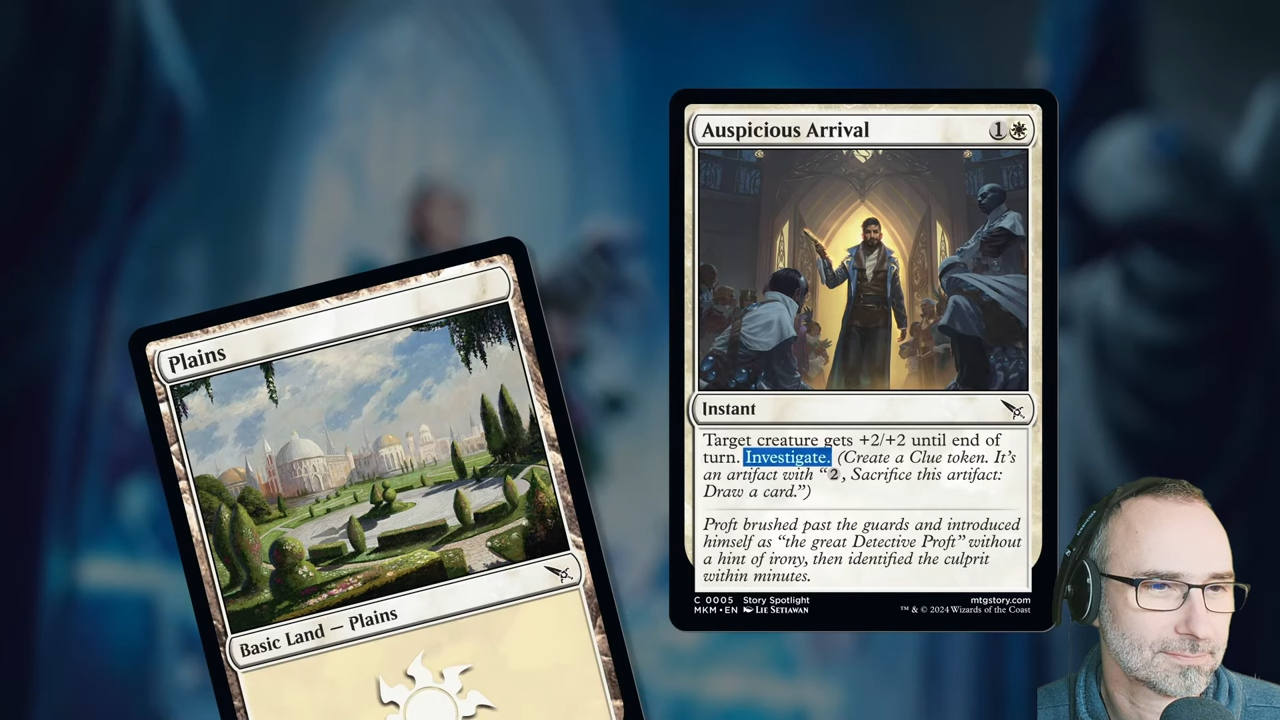 Plains
Basic Land — Plains
Auspicious Arrival
1
Instant
Target creature gets +2/+2 until end of
turn. Investigate. (Create a Clue token. It's
an artifact with “2, Sacrifice this artifact:
Draw a card.”)
Proft brushed past the guards and introduced
himself as “the great Detective Proft” without
a hint of irony, then identified the culprit
within minutes.
C 0005 Story Spotlight mtgstory.com
MKM • EN Lie Setiawan ™ & © 2024 Wizards of the Coast